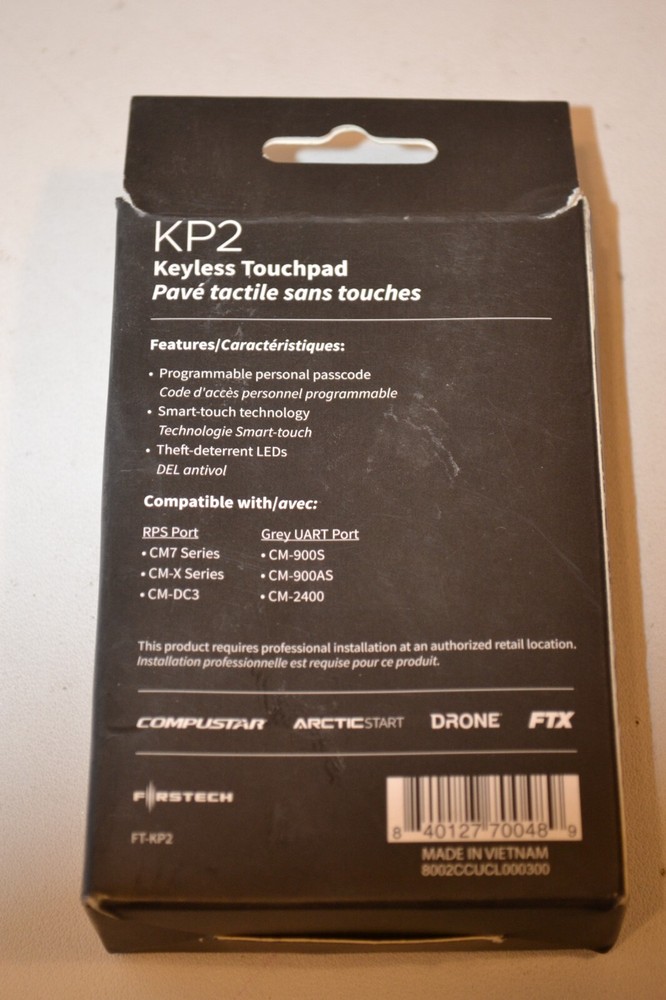 KP2
Keyless Touchpad
Pavé tactile sans touches
Features/Caractéristiques:
• Programmable personal passcode
Code d'accès personnel programmable
• Smart-touch technology
Technologie Smart-touch
• Theft-deterrent LEDs
DEL antivol
Compatible with/avec:
RPS Port Grey UART Port
• CM7 Series • CM-900S
• CM-X Series • CM-900AS
• CM-DC3 • CM-2400
This product requires professional installation at an authorized retail location.
Installation professionnelle est requise pour ce produit.
COMPUSTAR ARCTICSTART DRONE FTX
FIRSTECH
FT-KP2
8 40127 70048 9
MADE IN VIETNAM
8002CCUCL000300